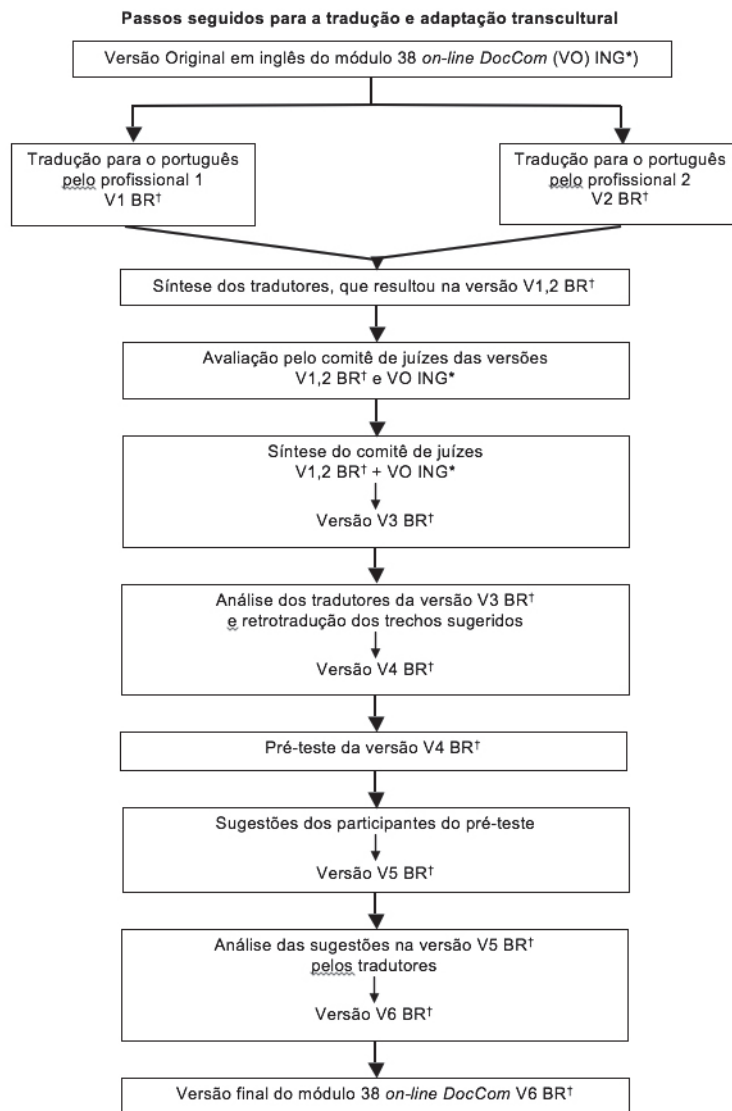 Passos seguidos para a tradução e adaptação transcultural
Versão Original em inglês do módulo 38 on-line DocCom (VO) ING*)
Tradução para o português
pelo profissional 1
V1 BR†
Tradução para o português
pelo profissional 2
V2 BR†
Síntese dos tradutores, que resultou na versão V1,2 BR†
Avaliação pelo comitê de juízes das versões
V1,2 BR† e VO ING*
Síntese do comitê de juízes
V1,2 BR† + VO ING*
Versão V3 BR†
Análise dos tradutores da versão V3 BR†
e retrotradução dos trechos sugeridos
Versão V4 BR†
Pré-teste da versão V4 BR†
Sugestões dos participantes do pré-teste
Versão V5 BR†
Análise das sugestões na versão V5 BR†
pelos tradutores
Versão V6 BR†
Versão final do módulo 38 on-line DocCom V6 BR†